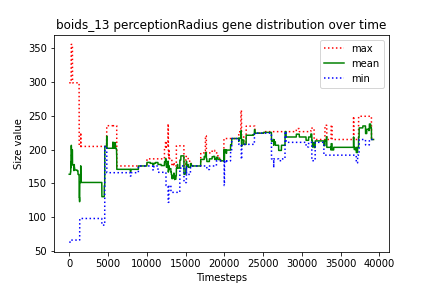 boids_13 perceptionRadius gene distribution over time
350
300
250
200
150
100
50
Size value
max
mean
min
0 5000 10000 15000 20000 25000 30000 35000 40000
Timesteps